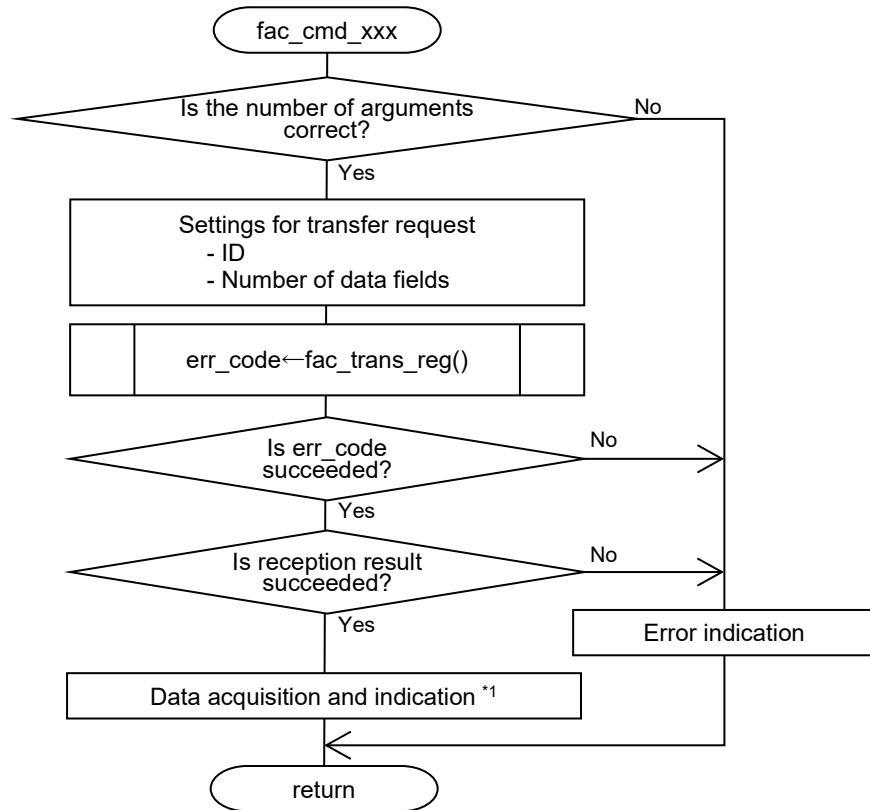 fac_cmd_xxx
Is the number of arguments
correct?
No
Yes
Settings for transfer request
- ID
- Number of data fields
err_code←fac_trans_reg()
Is err_code
succeeded?
No
Yes
Is reception result
succeeded?
No
Yes
Error indication
Data acquisition and indication *1
return